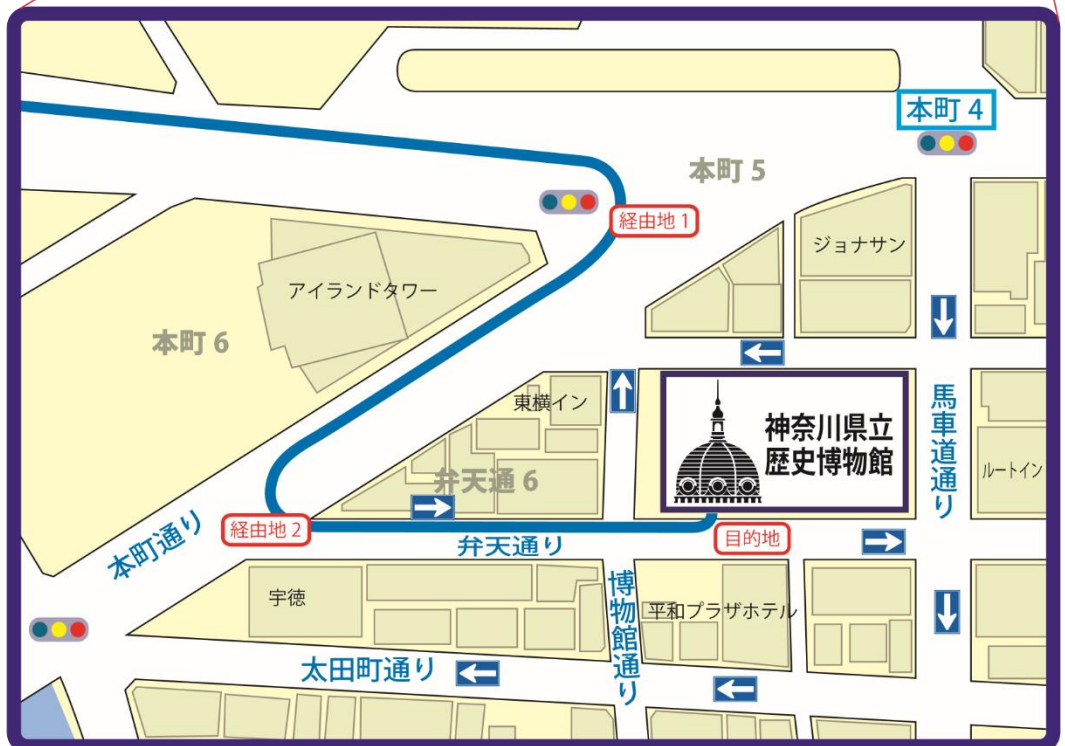 本町 4
本町 5
経由地 1
ジョナサン
アイランドタワー
本町 6
東横イン
神奈川県立
歴史博物館
馬車道通り
弁天通 6
ルートイン
経由地 2
本町通り
弁天通り
目的地
宇徳
博物館通り
平和プラザホテル
太田町通り